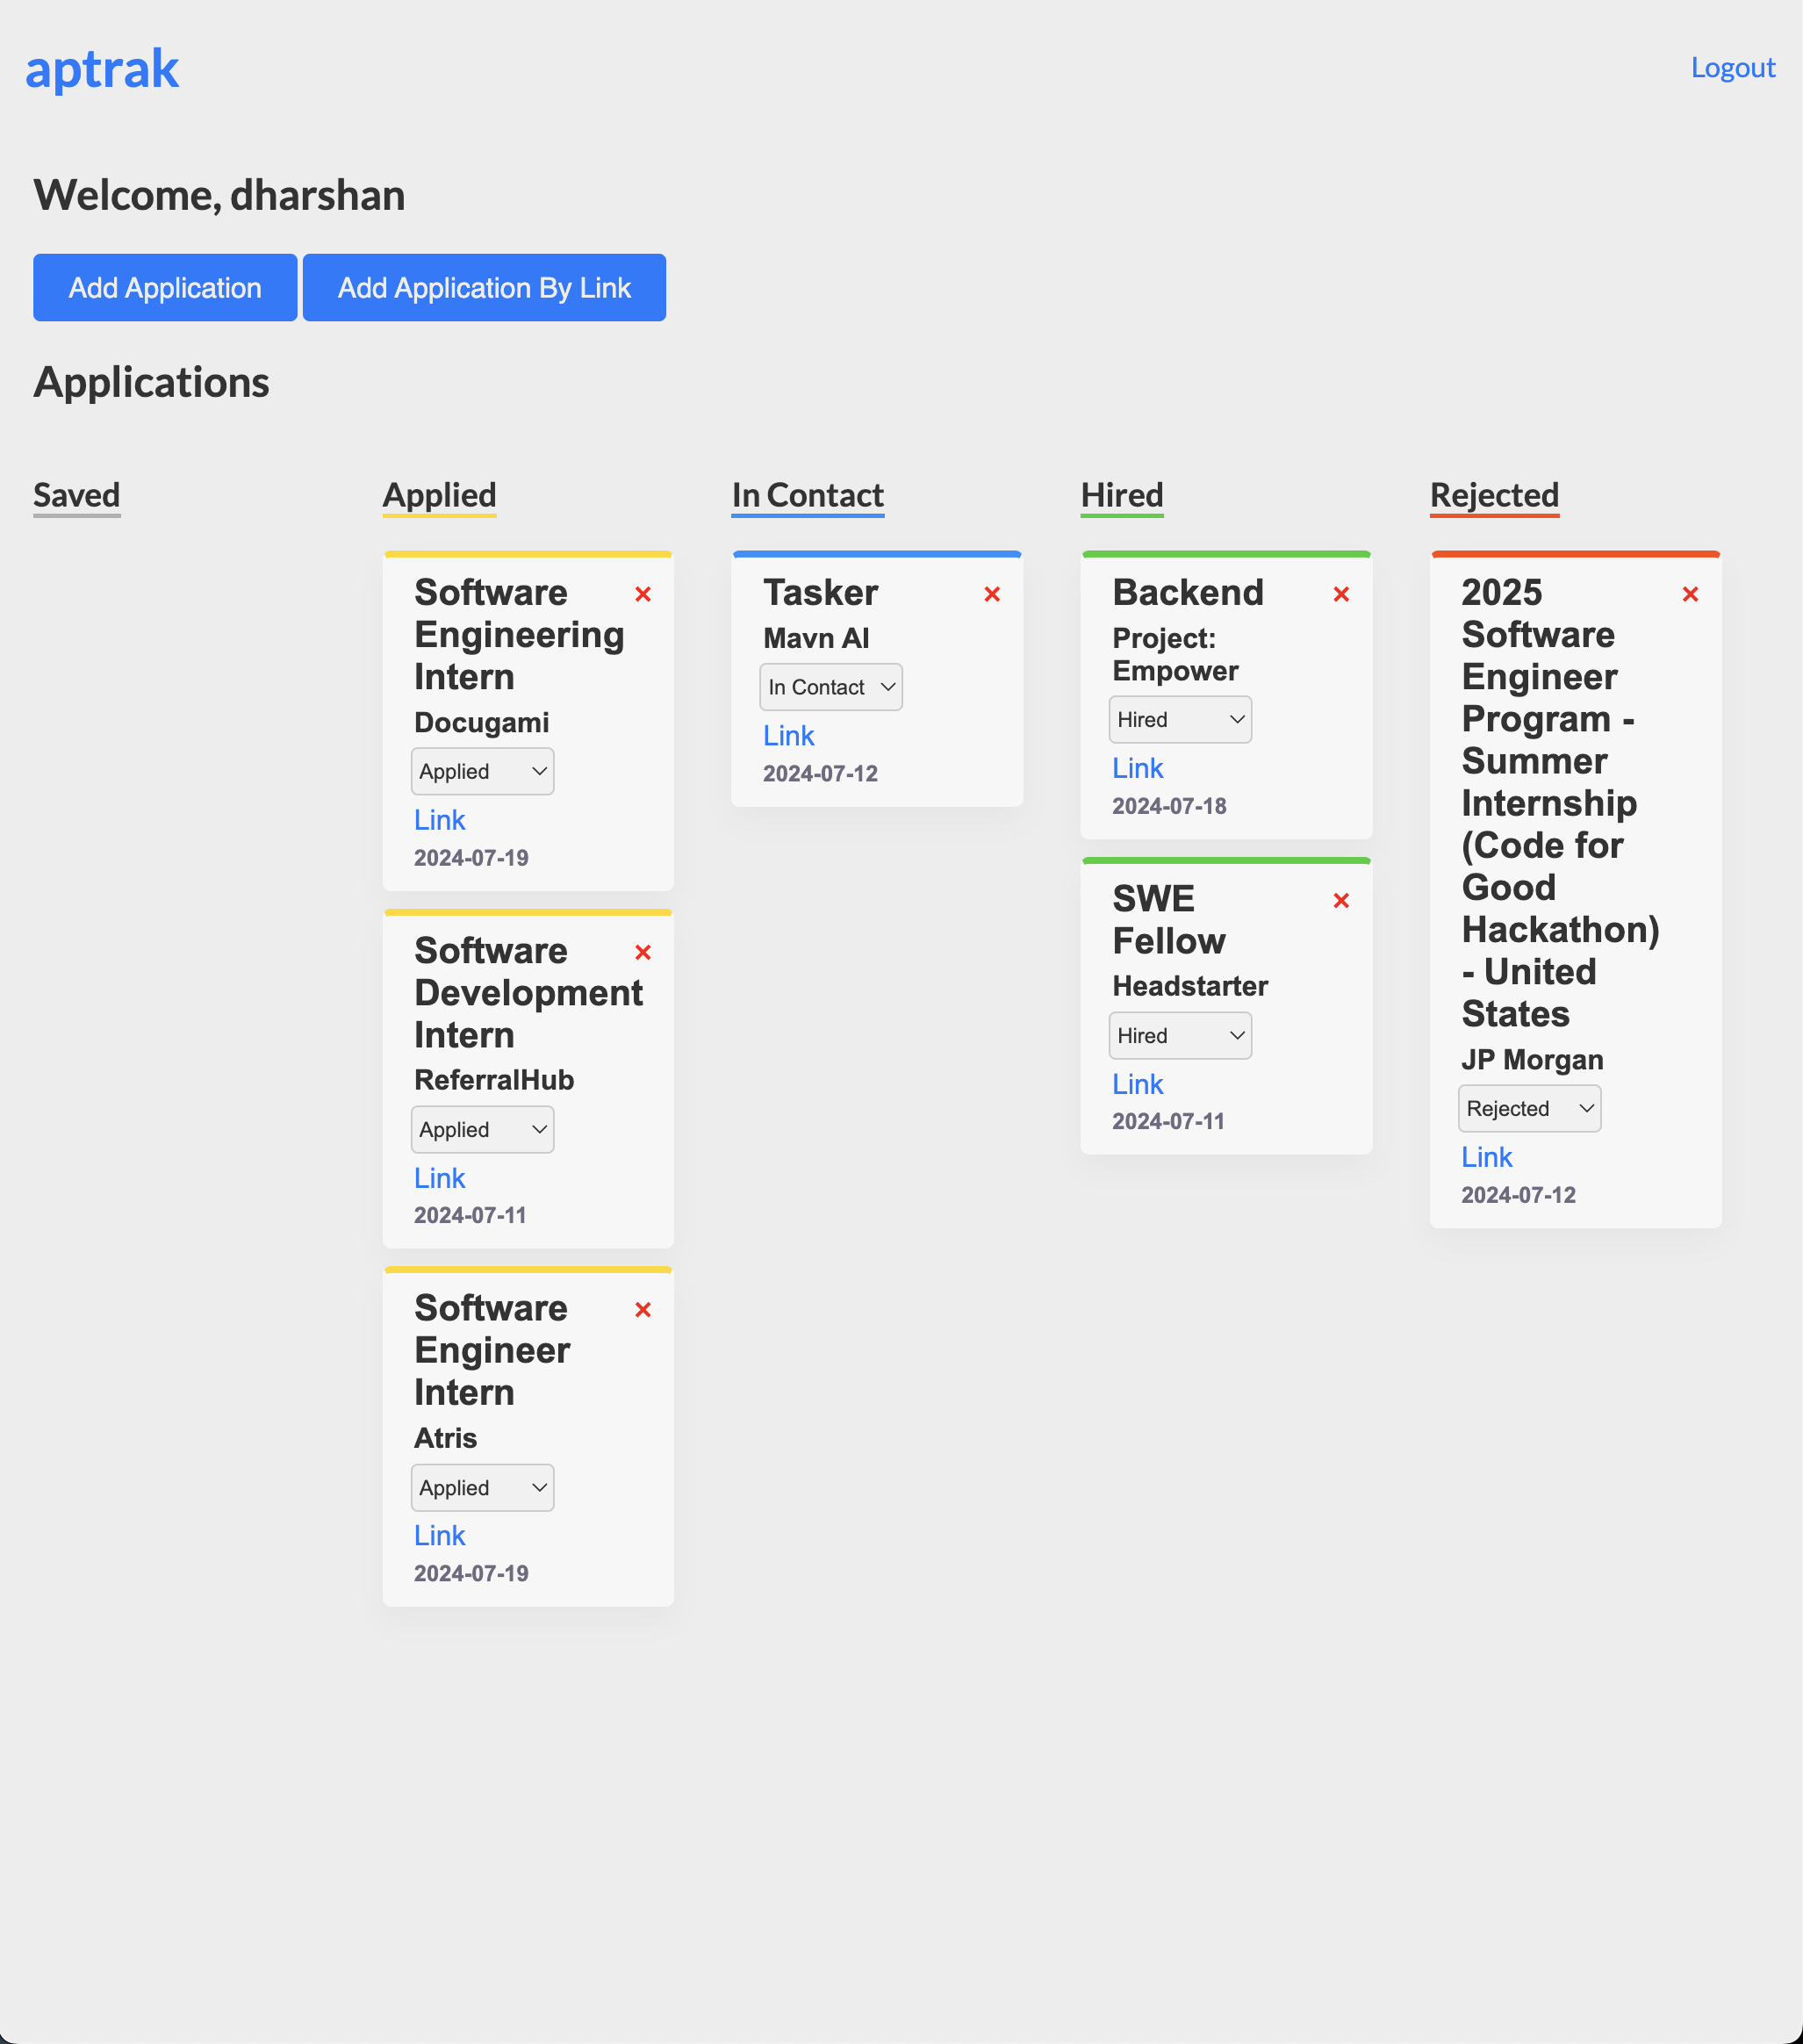 aptrak
Logout
Welcome, dharshan
Add Application
Add Application By Link
Applications
Saved
Applied
Software
Engineering
Intern
×
Docugami
Applied
Link
2024-07-19
Software
Development
Intern
×
ReferralHub
Applied
Link
2024-07-11
Software
Engineer
Intern
×
Atris
Applied
Link
2024-07-19
In Contact
Tasker
×
Mavn AI
In Contact
Link
2024-07-12
Hired
Backend
×
Project:
Empower
Hired
Link
2024-07-18
SWE
Fellow
×
Headstarter
Hired
Link
2024-07-11
Rejected
2025
Software
Engineer
Program -
Summer
Internship
(Code for
Good
Hackathon)
- United
States
×
JP Morgan
Rejected
Link
2024-07-12